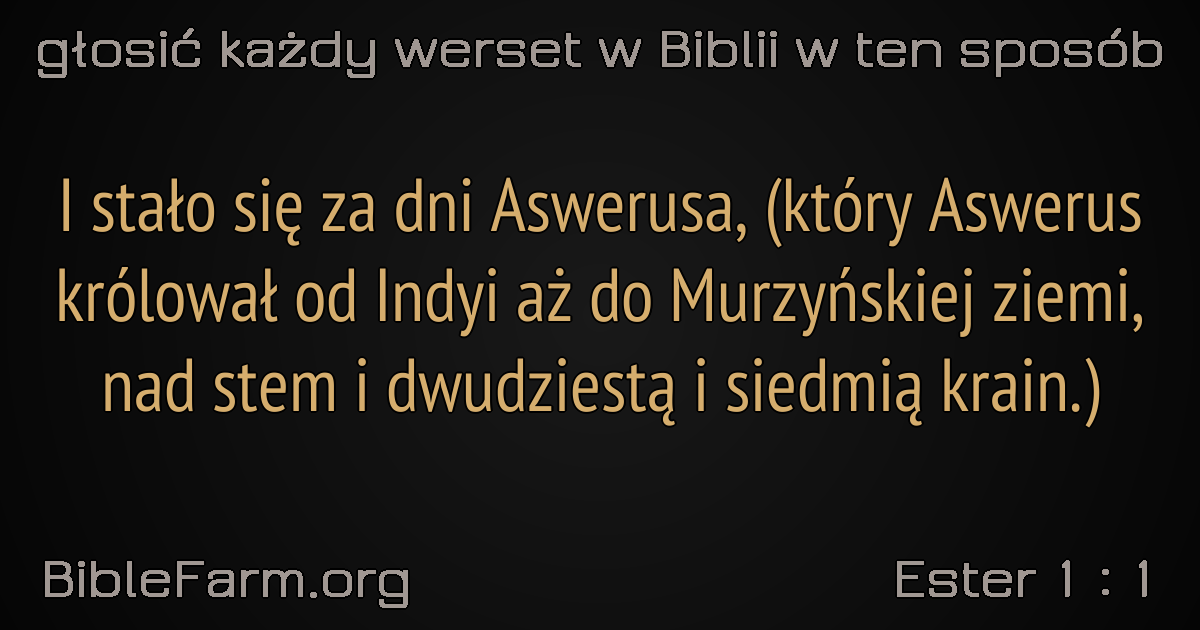 głosić każdy werset w Biblii w ten sposób
I stało się za dni Aswerusa, (który Aswerus
królował od Indyi aż do Murzyńskiej ziemi,
nad stem i dwudziestą i siedmią krain.)
BibleFarm.org
Ester 1 : 1